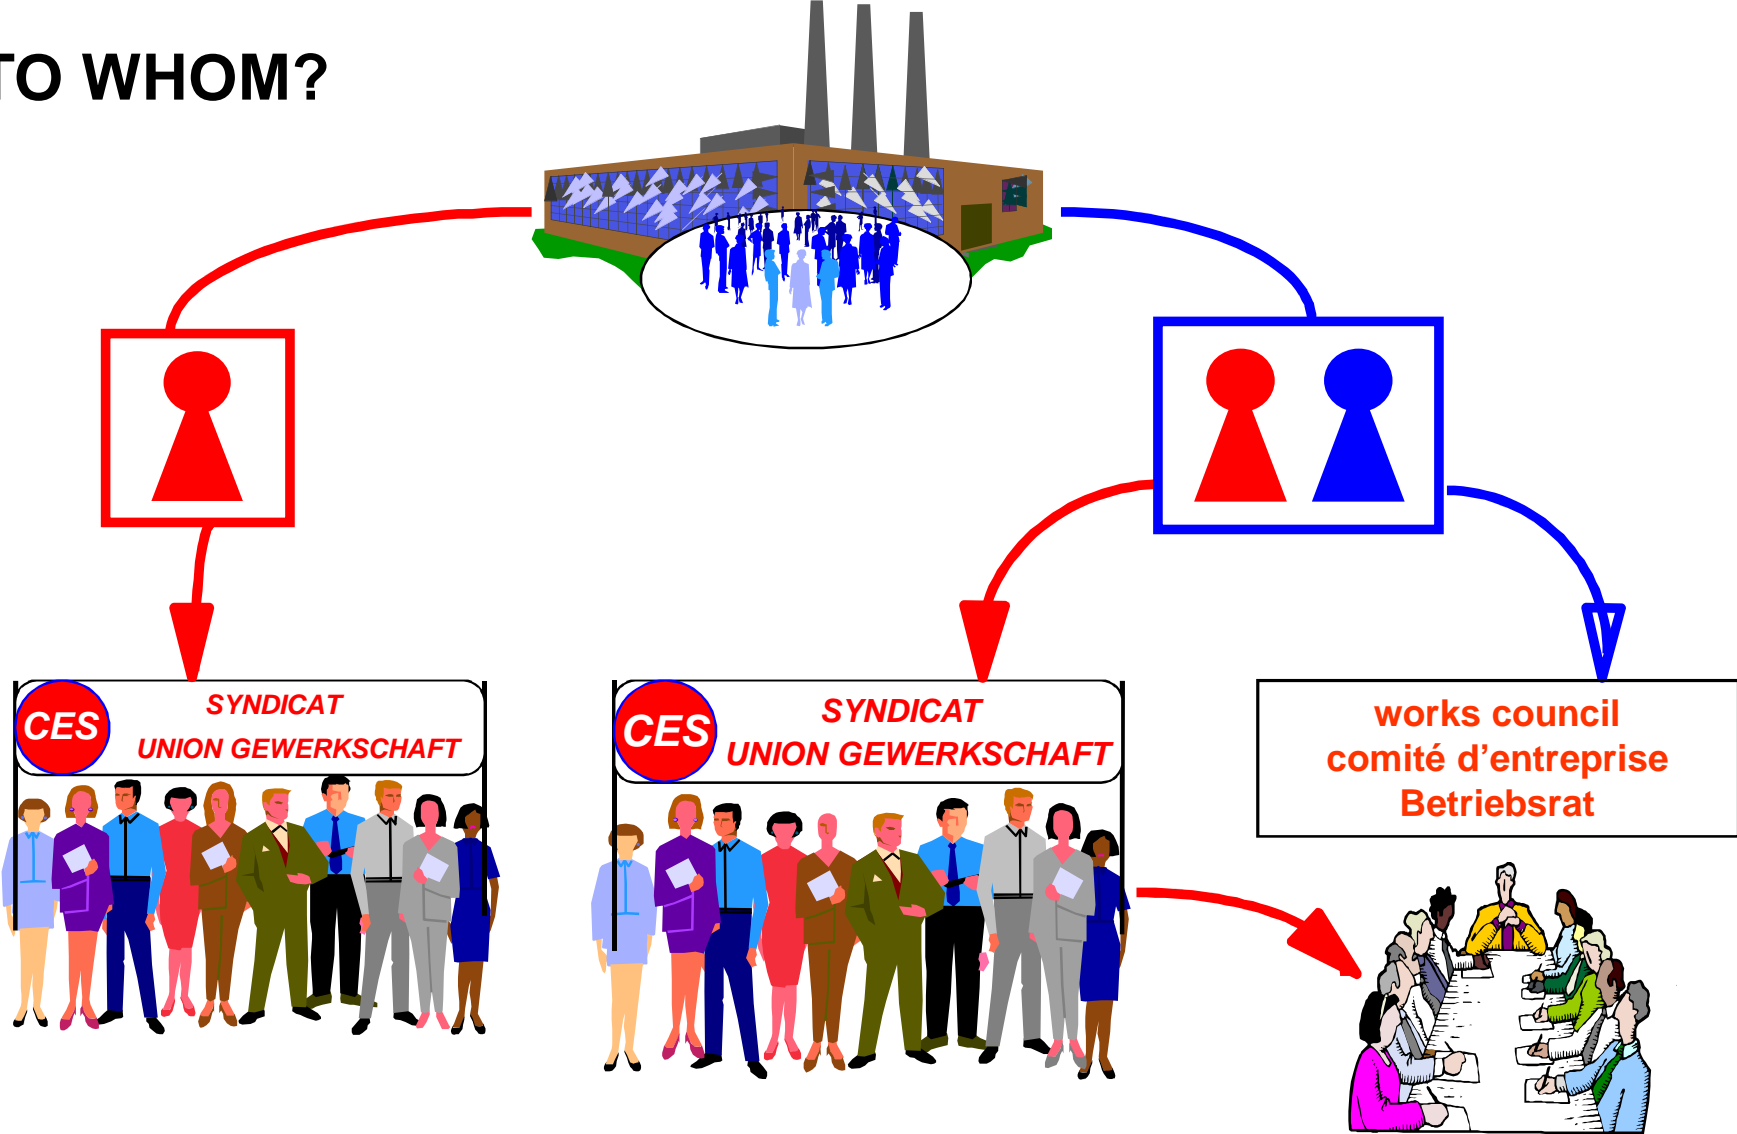 TO WHOM?
CES
SYNDICAT
UNION GEWERKSCHAFT
CES
SYNDICAT
UNION GEWERKSCHAFT
works council
comité d’entreprise
Betriebsrat